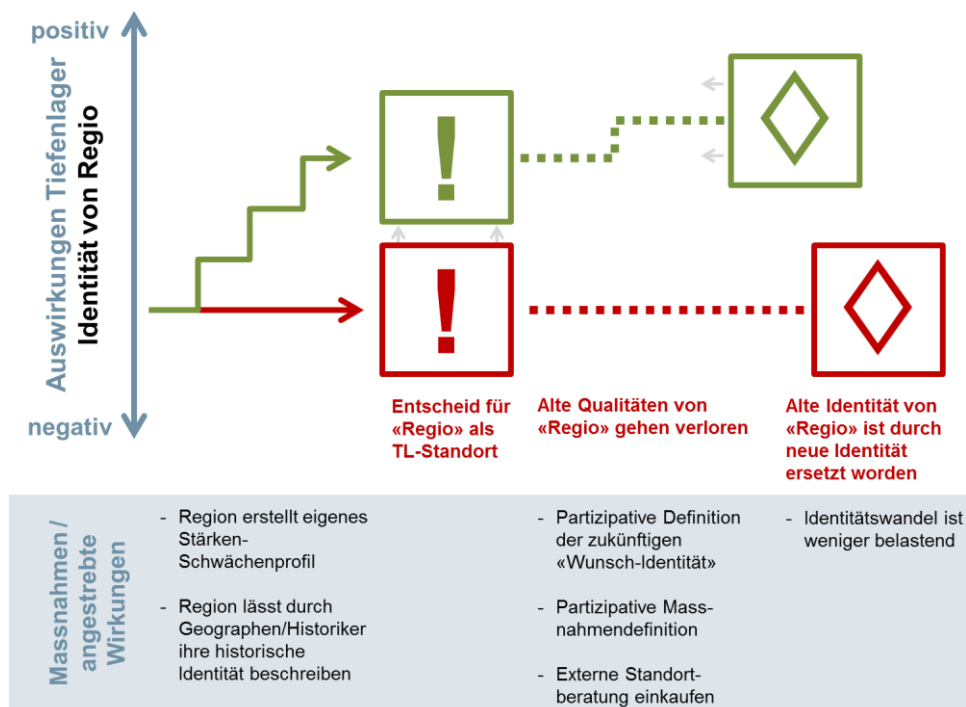 positiv
Auswirkungen Tiefenlager
Identität von Regio
negativ
!
!
Entscheid für
«Regio» als
TL-Standort
Alte Qualitäten von
«Regio» gehen verloren
Alte Identität von
«Regio» ist durch
neue Identität
ersetzt worden
Massnahmen /
angestrebte
Wirkungen
- Region erstellt eigenes
Stärken-
Schwächenprofil
- Region lässt durch
Geographen/Historiker
ihre historische
Identität beschreiben
- Partizipative Definition
der zukünftigen
«Wunsch-Identität»
- Partizipative Mass-
nahmendefinition
- Externe Standort-
beratung einkaufen
- Identitätswandel ist
weniger belastend